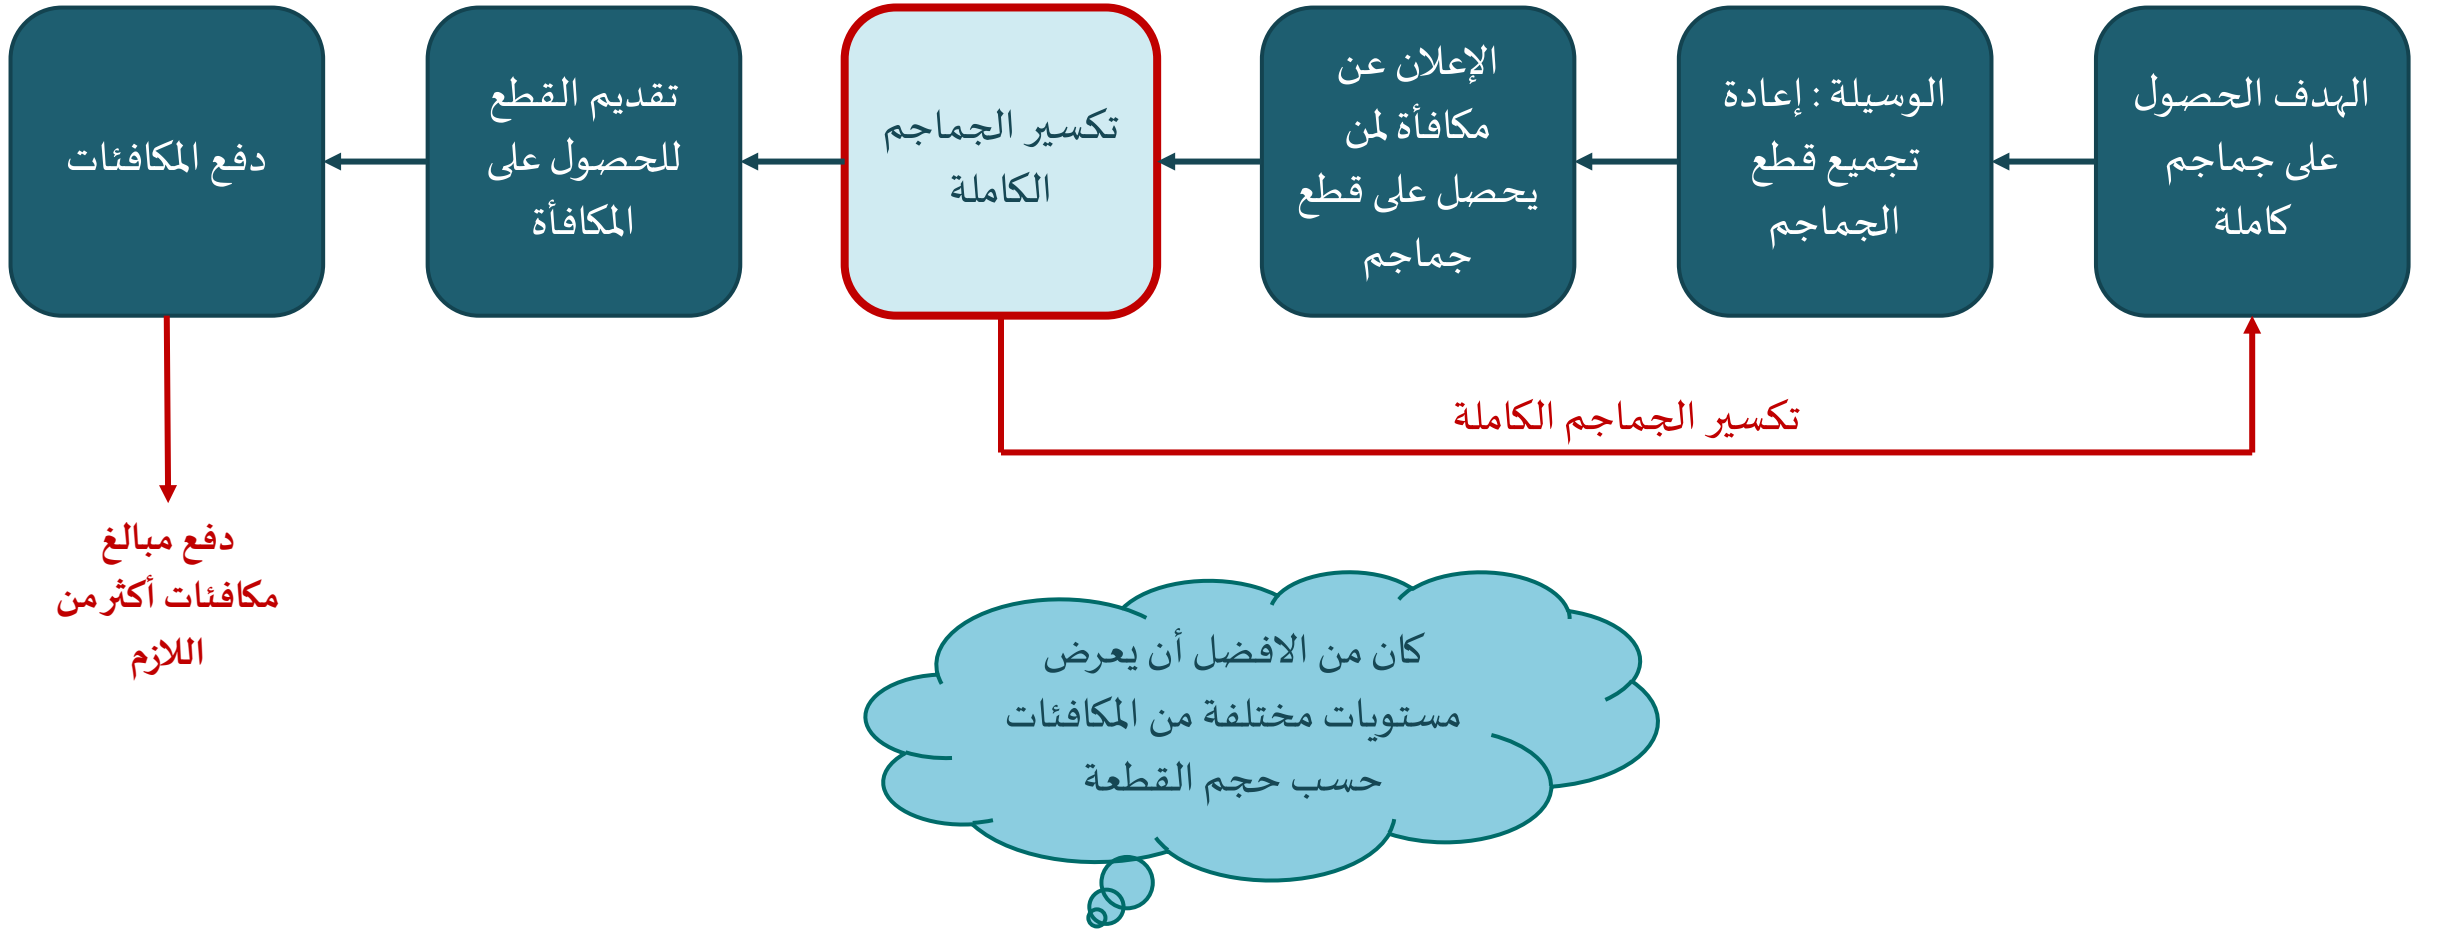 الهدف الحصول
على جماجم
كاملة
الوسيلة : إعادة
تجميع قطع
الجماجم
الإعلان عن
مكافأة لمن
يحصل على قطع
جماجم
تكسير الجماجم
الكاملة
تقديم القطع
للحصول على
المكافأة
دفع المكافئات
تكسير الجماجم الكاملة
دفع مبالغ
مكافئات أكثر من
اللازم
كان من الافضل أن يعرض
مستويات مختلفة من المكافئات
حسب حجم القطعة